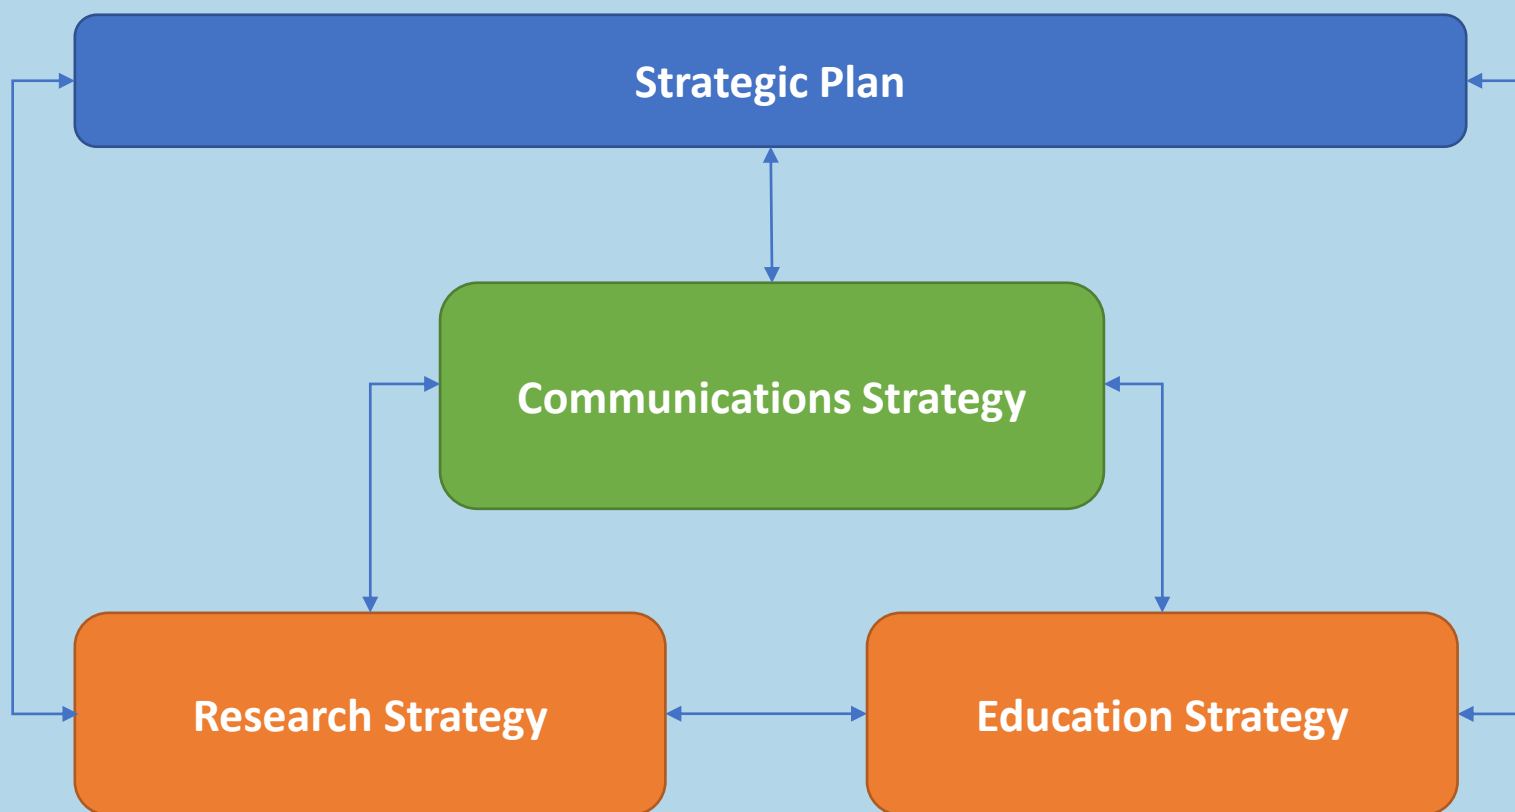 Strategic Plan
Communications Strategy
Research Strategy
Education Strategy